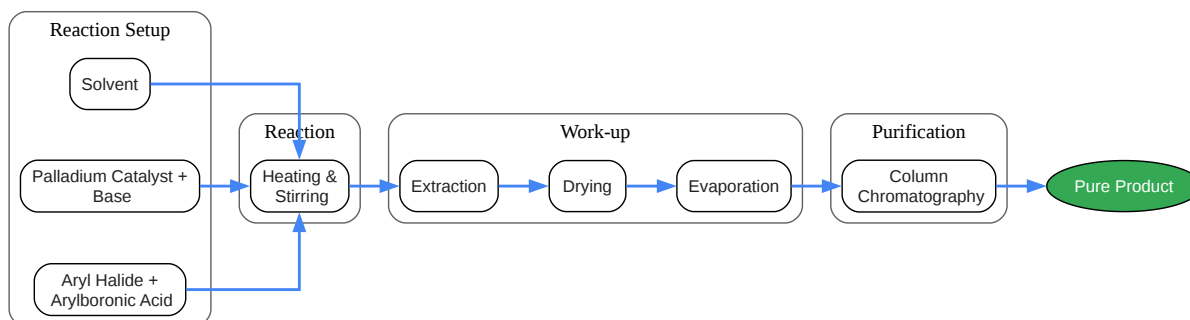 Reaction Setup
Solvent
Palladium Catalyst +
Base
Aryl Halide +
Arylboronic Acid
Reaction
Heating &
Stirring
Work-up
Extraction
Drying
Evaporation
Purification
Column
Chromatography
Pure Product